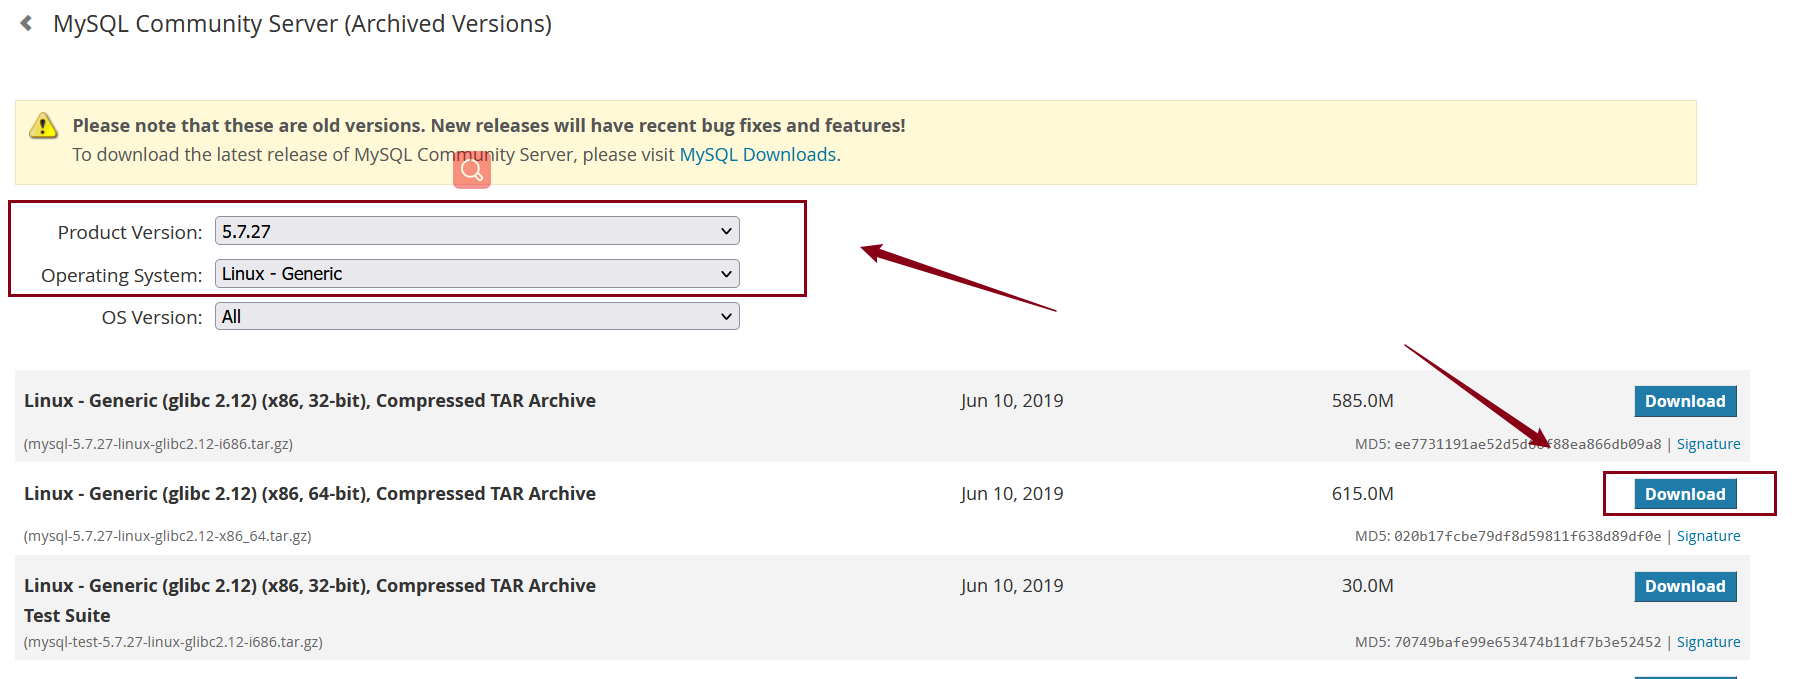 MySQL Community Server (Archived Versions)
Please note that these are old versions. New releases will have recent bug fixes and features!
To download the latest release of MySQL Community Server, please visit MySQL Downloads.
Product Version: 5.7.27
Operating System: Linux - Generic
OS Version: All
Linux - Generic (glibc 2.12) (x86, 32-bit), Compressed TAR Archive Jun 10, 2019 585.0M Download
(mysql-5.7.27-linux-glibc2.12-i686.tar.gz) MD5: | Signature
Linux - Generic (glibc 2.12) (x86, 64-bit), Compressed TAR Archive Jun 10, 2019 615.0M Download
(mysql-5.7.27-linux-glibc2.12-x86_64.tar.gz) MD5: 020b17fcbe79df8d59811f638d89df0e | Signature
Linux - Generic (glibc 2.12) (x86, 32-bit), Compressed TAR Archive Jun 10, 2019 30.0M Download
Test Suite
(mysql-test-5.7.27-linux-glibc2.12-i686.tar.gz) MD5: 70749bafe99e653474b11df7b3e52452 | Signature